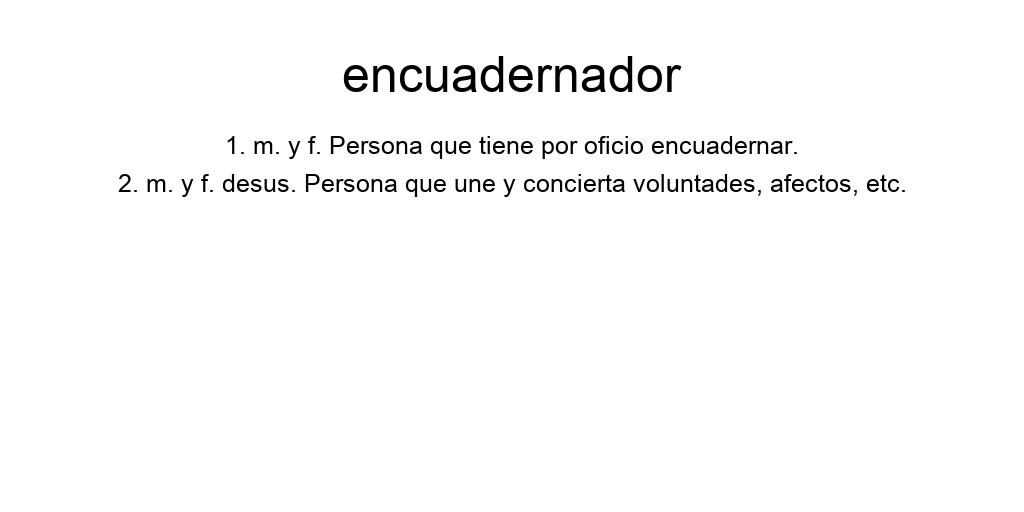 encuadernador
1. m. y f. Persona que tiene por oficio encuadernar.
2. m. y f. desus. Persona que une y concierta voluntades, afectos, etc.